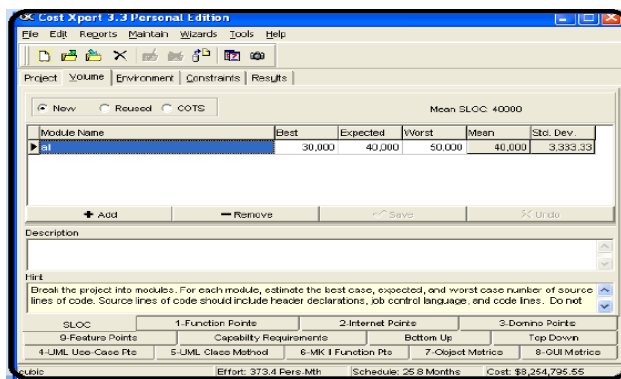 Cost Xpert 3.3 Personal Edition
File Edit Reports Maintain Wizards Tools Help
Project Volume Environment Constraints Results
New Reused COTS Mean SLOC: 40000
Module Name Best Expected Worst Mean Std. Dev.
al 30,000 40,000 50,000 40,000 3,333.33
Add Remove Save Undo
Description
Hint
Break the project into modules. For each module, estimate the best case, expected, and worst case number of source
lines of code. Source lines of code should include header declarations, job control language, and code lines. Do not
SLOC 1-Function Points 2-Internet Points 3-Domino Points
9-Feature Points Capability Requirements Bottom Up Top Down
4-UML Use-Case Pts 5-UML Class Method 6-MK II Function Pts 7-Object Metrics 8-GUI Metrics
cubic Effort: 373.4 Pers-Mth Schedule: 25.8 Months Cost: $8,254,795.55